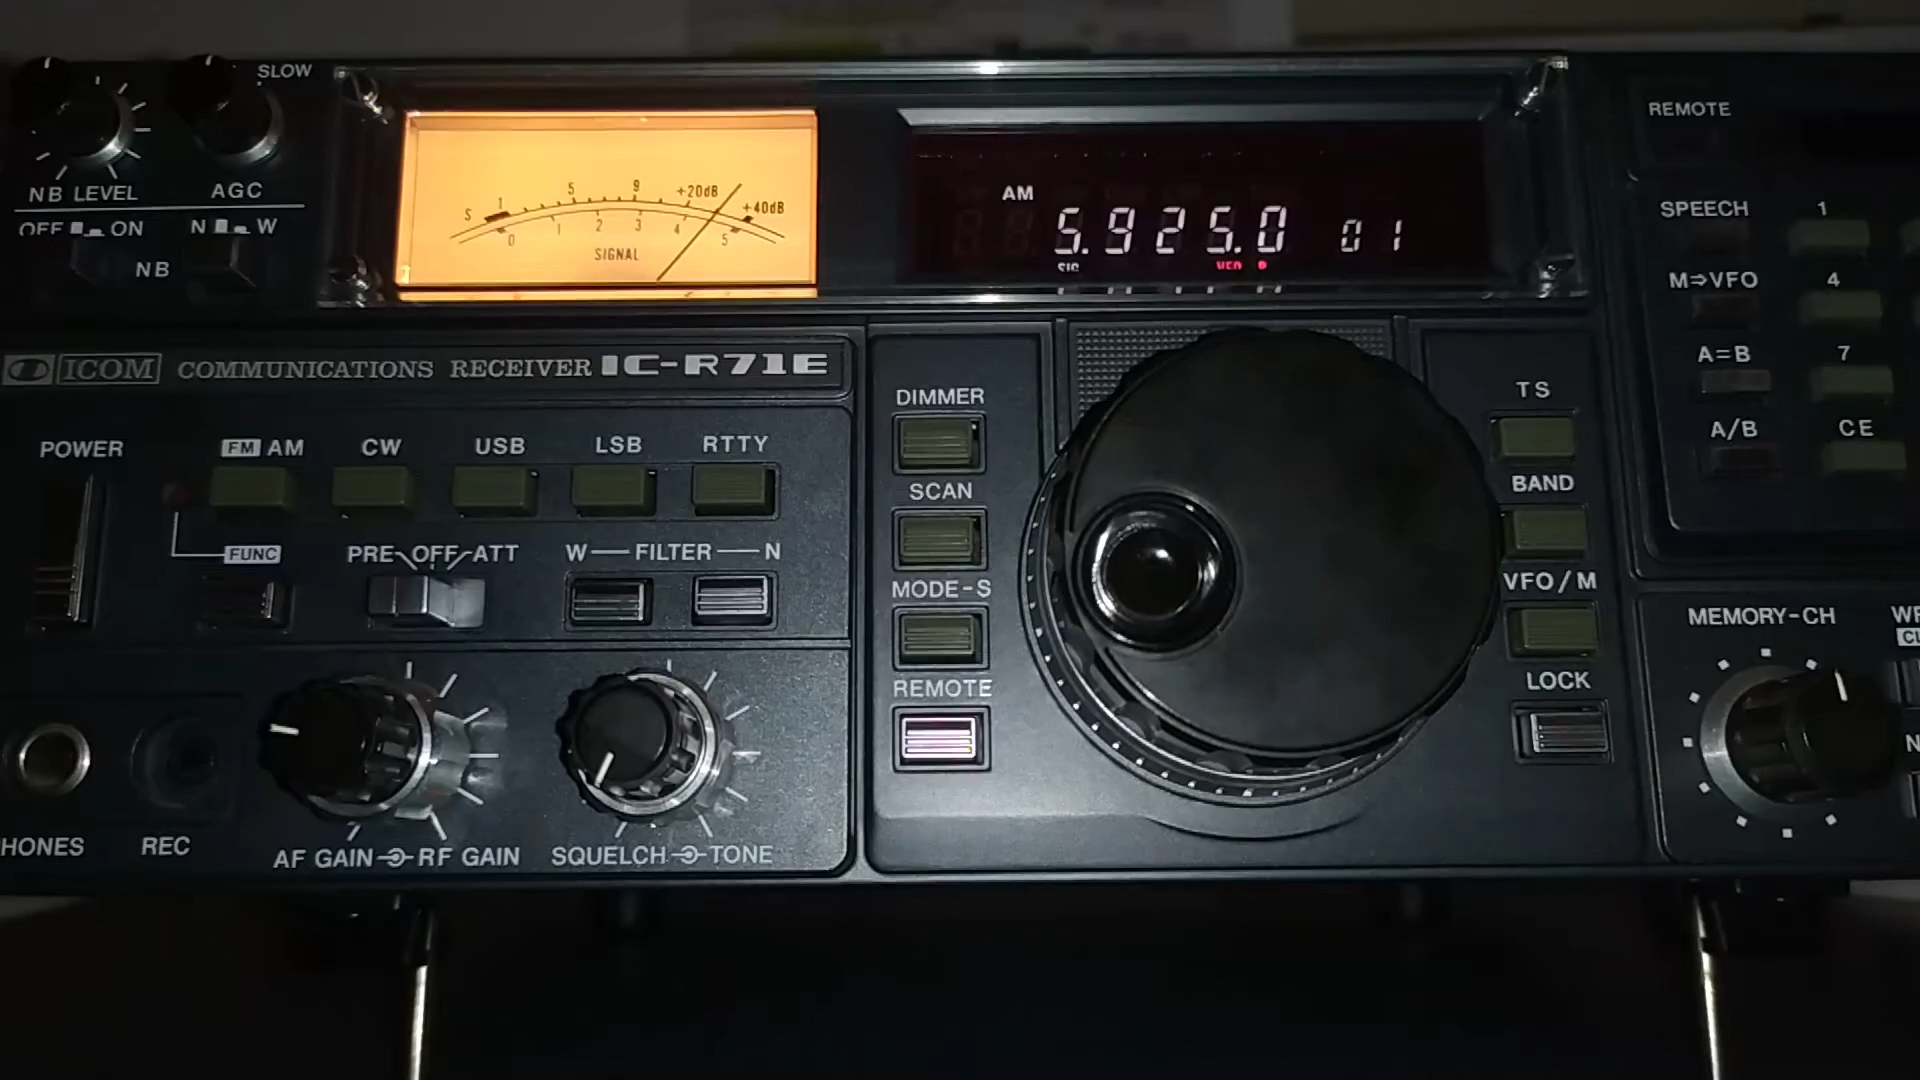 SLOW
NB LEVEL
AGC
OFF ON
N W
NB
S 1 5 9 +20dB +40dB
0 1 2 3 4 5
SIGNAL
AM
5.925.0 01
REMOTE
SPEECH 1
M⇒VFO 4
A=B 7
A/B CE
ICOM COMMUNICATIONS RECEIVER IC-R71E
POWER
FM AM CW USB LSB RTTY
FUNC
PRE OFF ATT
W FILTER N
DIMMER
SCAN
MODE-S
REMOTE
TS
BAND
VFO/M
LOCK
MEMORY-CH
HONES
REC
AF GAIN RF GAIN
SQUELCH TONE